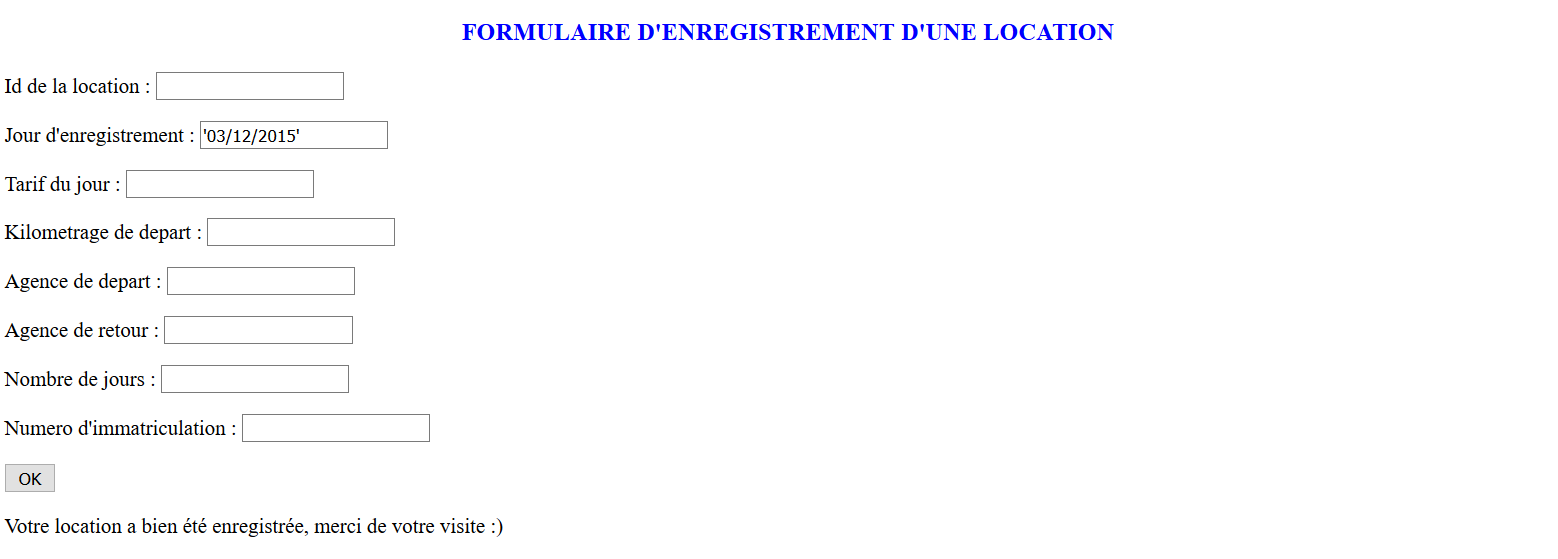 FORMULAIRE D'ENREGISTREMENT D'UNE LOCATION
Id de la location :
Jour d'enregistrement : '03/12/2015'
Tarif du jour :
Kilometrage de depart :
Agence de depart :
Agence de retour :
Nombre de jours :
Numero d'immatriculation :
OK
Votre location a bien été enregistrée, merci de votre visite :)